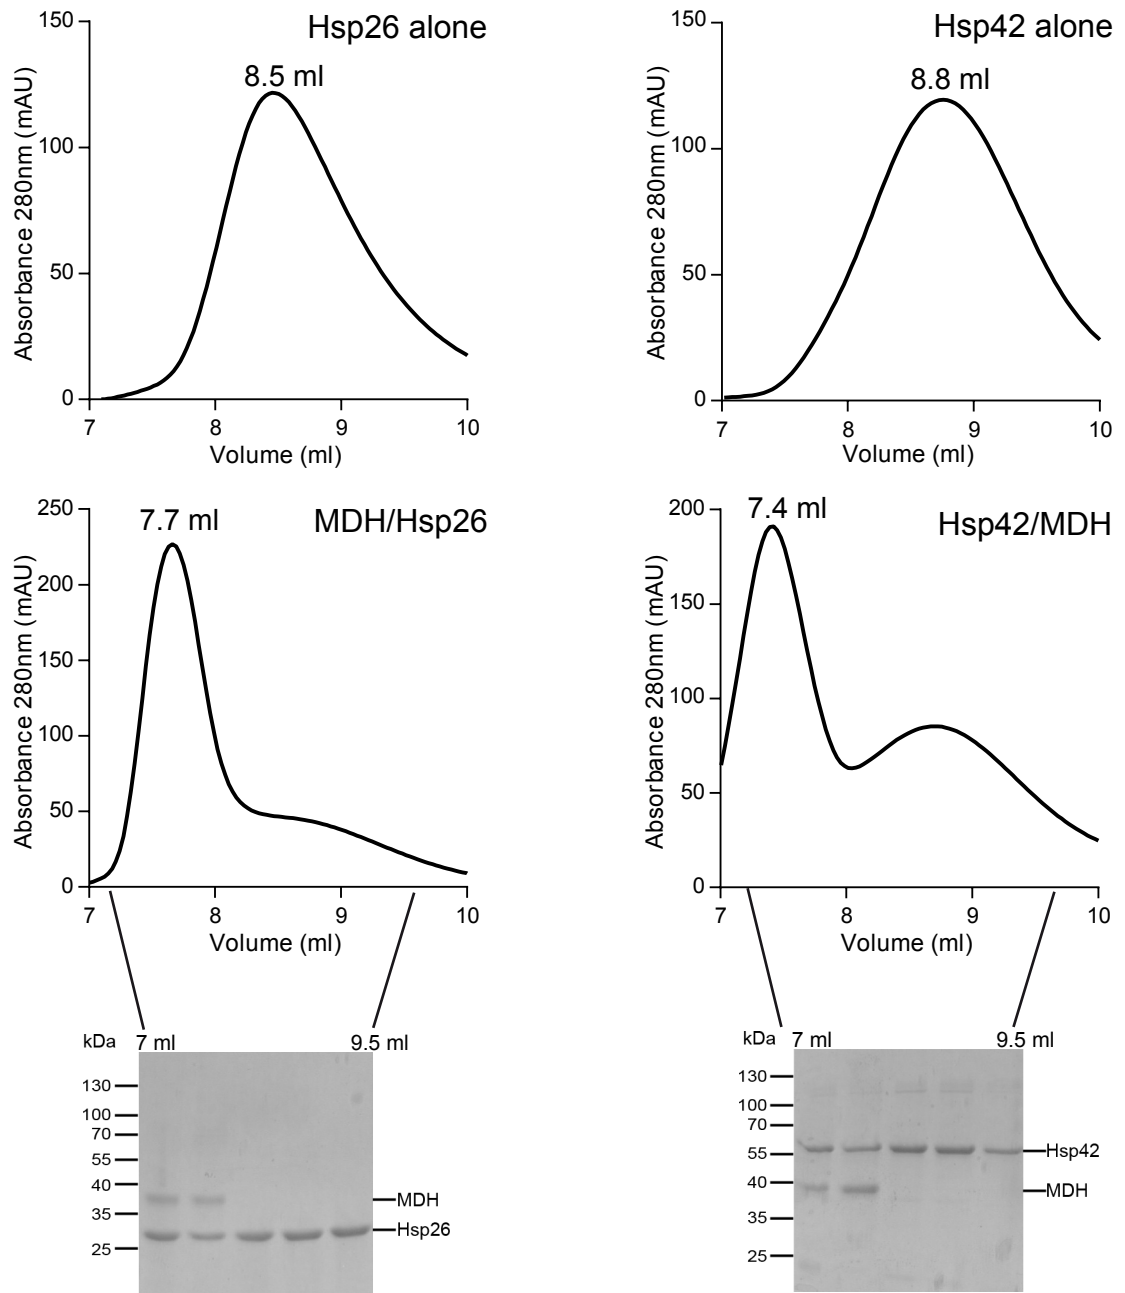 Hsp26 alone
8.5 ml
Absorbance 280nm (mAU)
150
100
50
0
7 8 9 10
Volume (ml)
Hsp42 alone
8.8 ml
Absorbance 280nm (mAU)
150
100
50
0
7 8 9 10
Volume (ml)
MDH/Hsp26
7.7 ml
Absorbance 280nm (mAU)
250
200
150
100
50
0
7 8 9 10
Volume (ml)
Hsp42/MDH
7.4 ml
Absorbance 280nm (mAU)
200
150
100
50
0
7 8 9 10
Volume (ml)
kDa 7 ml 9.5 ml
130
100
70
55
40
35
25
MDH
Hsp26
kDa 7 ml 9.5 ml
130
100
70
55
40
35
25
Hsp42
MDH